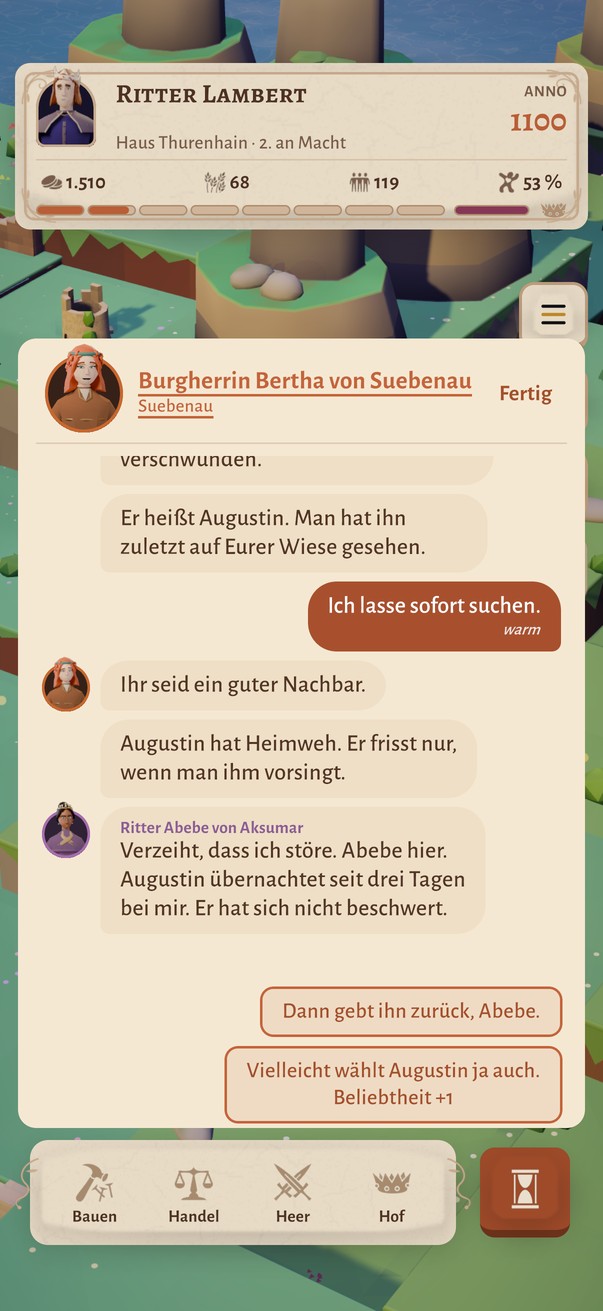 Ritter Lambert
ANNO
1100
Haus Thurenhain · 2. an Macht
1.510
68
119
53 %
Burgherrin Bertha von Suebenau
Suebenau
Fertig
verschwunden.
Er heißt Augustin. Man hat ihn
zuletzt auf Eurer Wiese gesehen.
Ich lasse sofort suchen.
warm
Ihr seid ein guter Nachbar.
Augustin hat Heimweh. Er frisst nur,
wenn man ihm vorsingt.
Ritter Abebe von Aksumar
Verzeiht, dass ich störe. Abebe hier.
Augustin übernachtet seit drei Tagen
bei mir. Er hat sich nicht beschwert.
Dann gebt ihn zurück, Abebe.
Vielleicht wählt Augustin ja auch.
Beliebtheit +1
Bauen
Handel
Heer
Hof